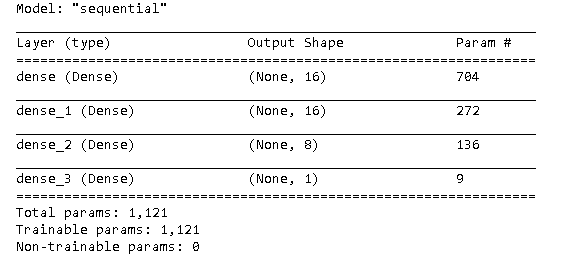 Model: "sequential"
Layer (type) Output Shape Param #
dense (Dense) (None, 16) 704
dense_1 (Dense) (None, 16) 272
dense_2 (Dense) (None, 8) 136
dense_3 (Dense) (None, 1) 9
Total params: 1,121
Trainable params: 1,121
Non-trainable params: 0